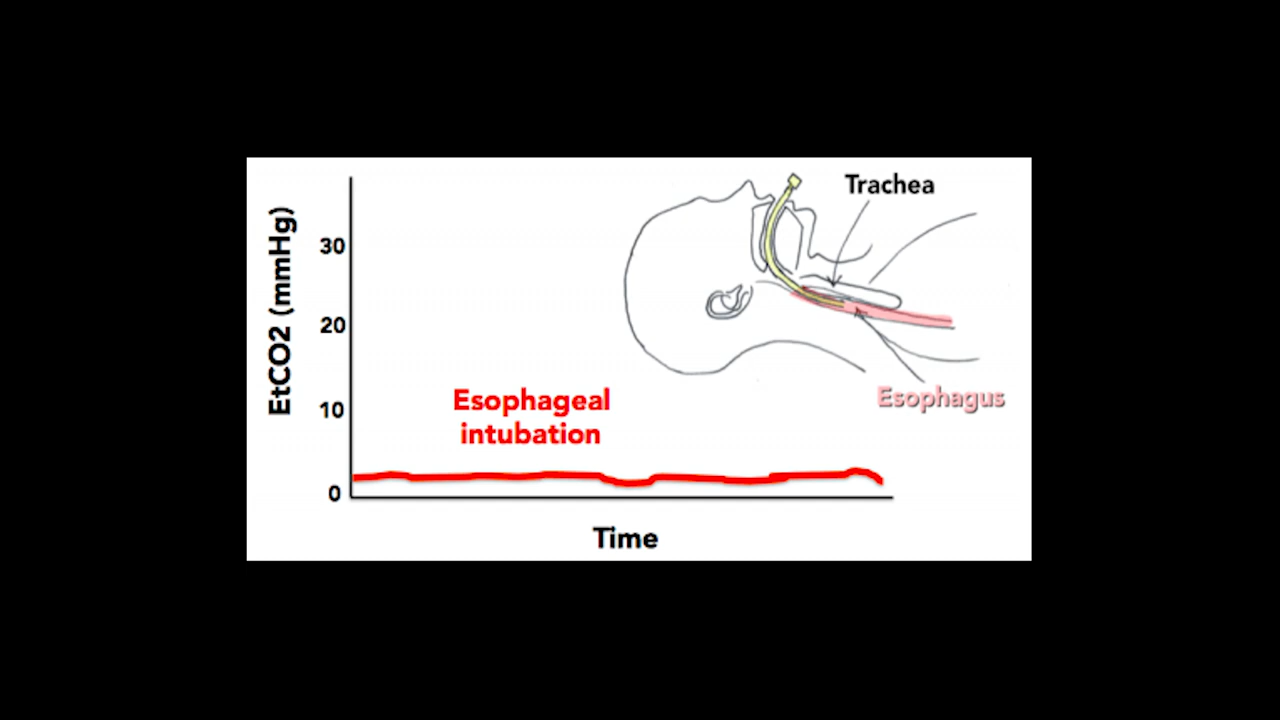 Trachea
EtCO2 (mmHg)
30
20
10
0
Esophageal
intubation
Esophagus
Time